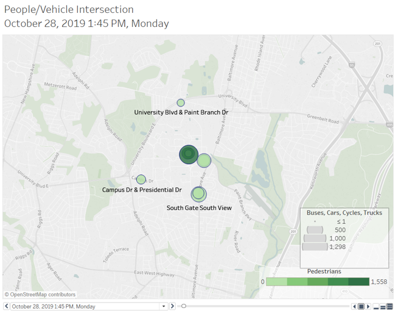 People/Vehicle Intersection
October 28, 2019 1:45 PM, Monday
University Blvd & Paint Branch Dr
Campus Dr & Presidential Dr
South Gate South View
Buses, Cars, Cycles, Trucks
≤ 1
500
1,000
1,298
Pedestrians
0
1,558
© OpenStreetMap contributors
October 28, 2019 1:45 PM, Monday